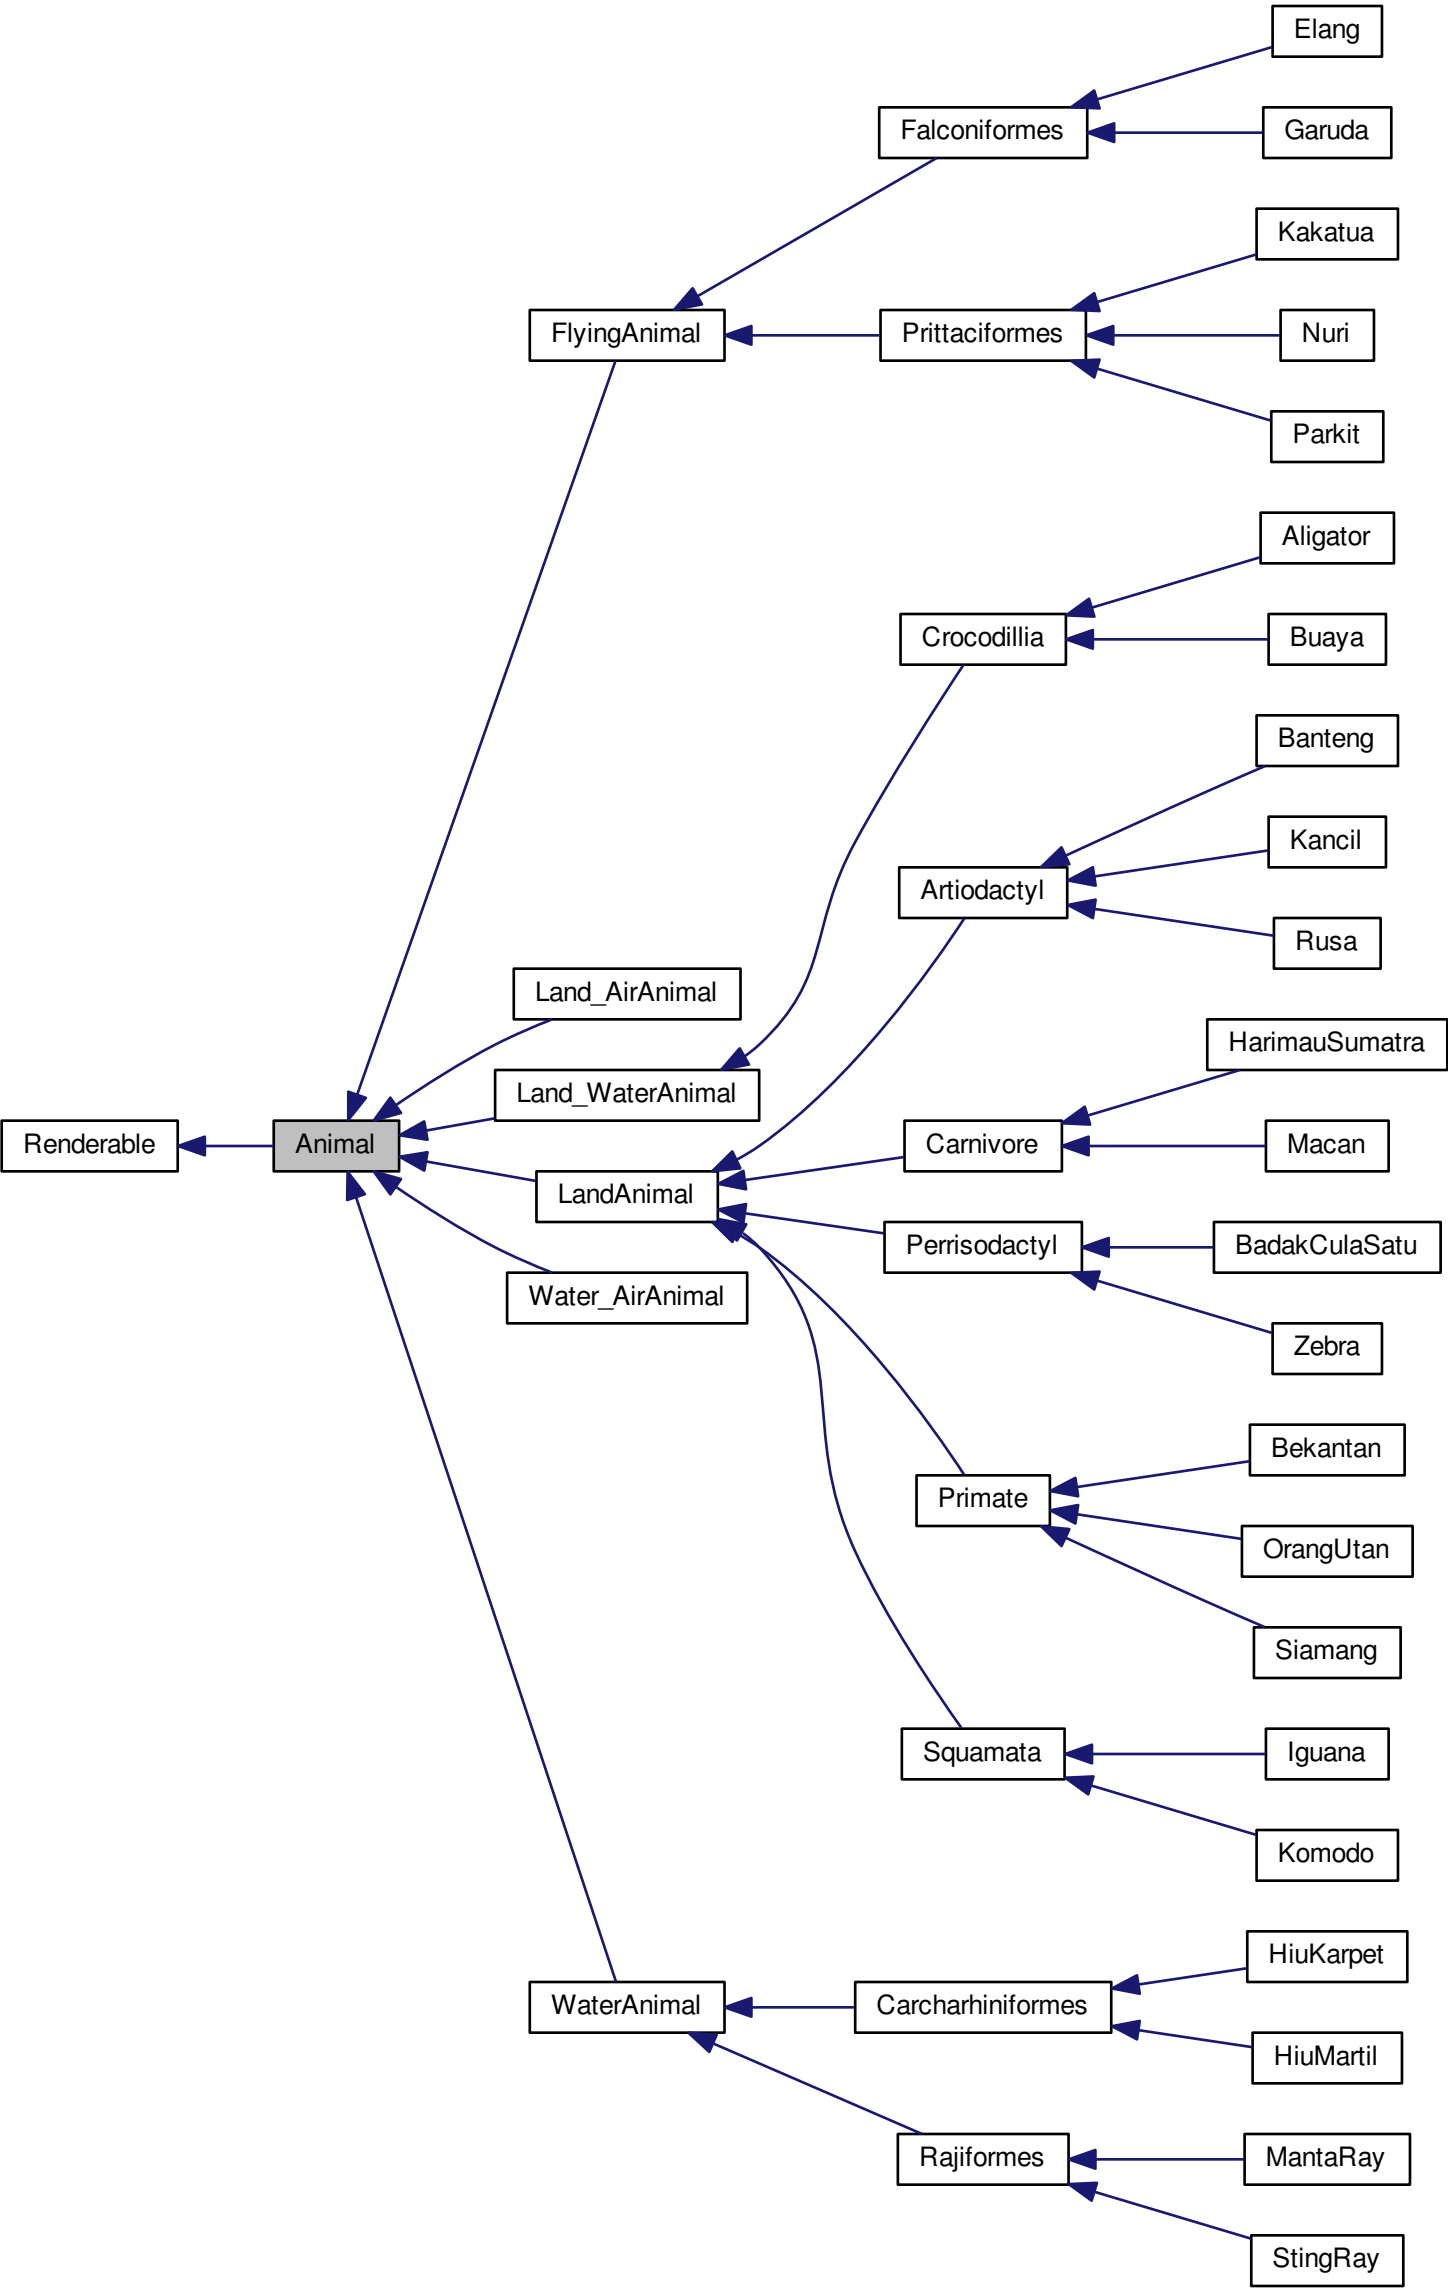 Elang
Falconiformes
Garuda
Kakatua
FlyingAnimal
Prittaciformes
Nuri
Parkit
Aligator
Crocodillia
Buaya
Banteng
Kancil
Artiodactyl
Rusa
Land_AirAnimal
HarimauSumatra
Land_WaterAnimal
Renderable
Animal
Carnivore
Macan
LandAnimal
Perrisodactyl
BadakCulaSatu
Water_AirAnimal
Zebra
Bekantan
Primate
OrangUtan
Siamang
Squamata
Iguana
Komodo
HiuKarpet
WaterAnimal
Carcharhiniformes
HiuMartil
Rajiformes
MantaRay
StingRay